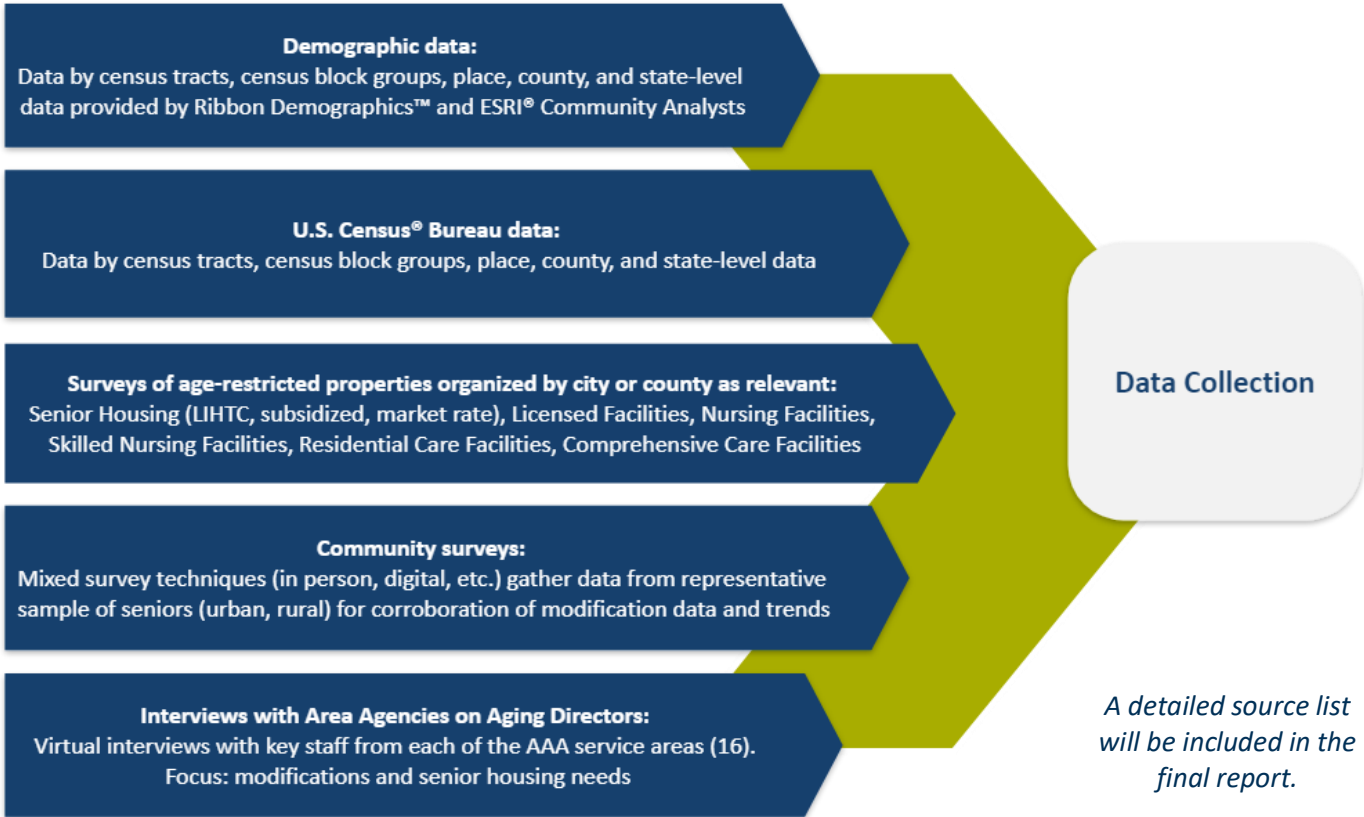 Demographic data:
Data by census tracts, census block groups, place, county, and state-level
data provided by Ribbon Demographics™ and ESRI® Community Analysts
U.S. Census® Bureau data:
Data by census tracts, census block groups, place, county, and state-level data
Surveys of age-restricted properties organized by city or county as relevant:
Senior Housing (LIHTC, subsidized, market rate), Licensed Facilities, Nursing Facilities,
Skilled Nursing Facilities, Residential Care Facilities, Comprehensive Care Facilities
Community surveys:
Mixed survey techniques (in person, digital, etc.) gather data from representative
sample of seniors (urban, rural) for corroboration of modification data and trends
Interviews with Area Agencies on Aging Directors:
Virtual interviews with key staff from each of the AAA service areas (16).
Focus: modifications and senior housing needs
Data Collection
A detailed source list
will be included in the
final report.